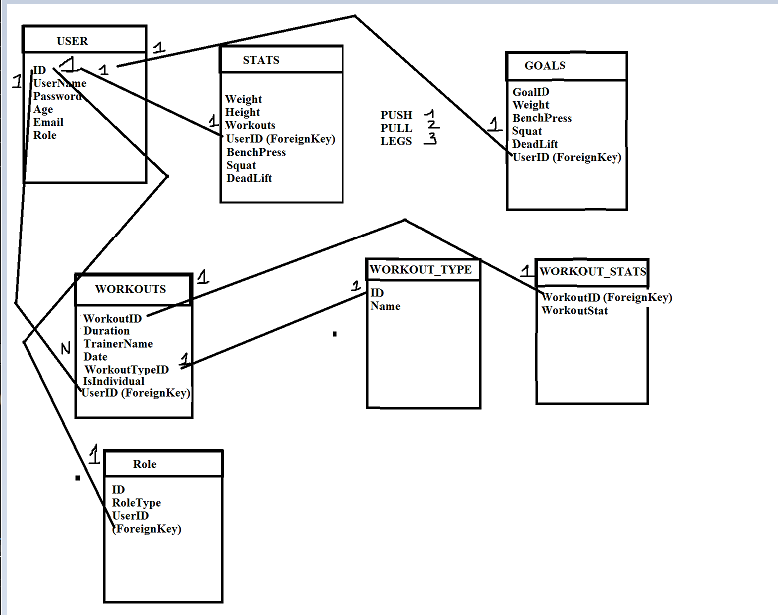 USER
ID
UserName
Password
Age
Email
Role
1
1
1
1
STATS
Weight
Height
Workouts
UserID (ForeignKey)
BenchPress
Squat
DeadLift
1
PUSH 1
PULL 2
LEGS 3
GOALS
GoalID
Weight
BenchPress
Squat
DeadLift
UserID (ForeignKey)
1
WORKOUTS
WorkoutID
Duration
TrainerName
Date
WorkoutTypeID
IsIndividual
UserID (ForeignKey)
1
N
1
WORKOUT_TYPE
ID
Name
1
WORKOUT_STATS
WorkoutID (ForeignKey)
WorkoutStat
1
Role
ID
RoleType
UserID
(ForeignKey)
1